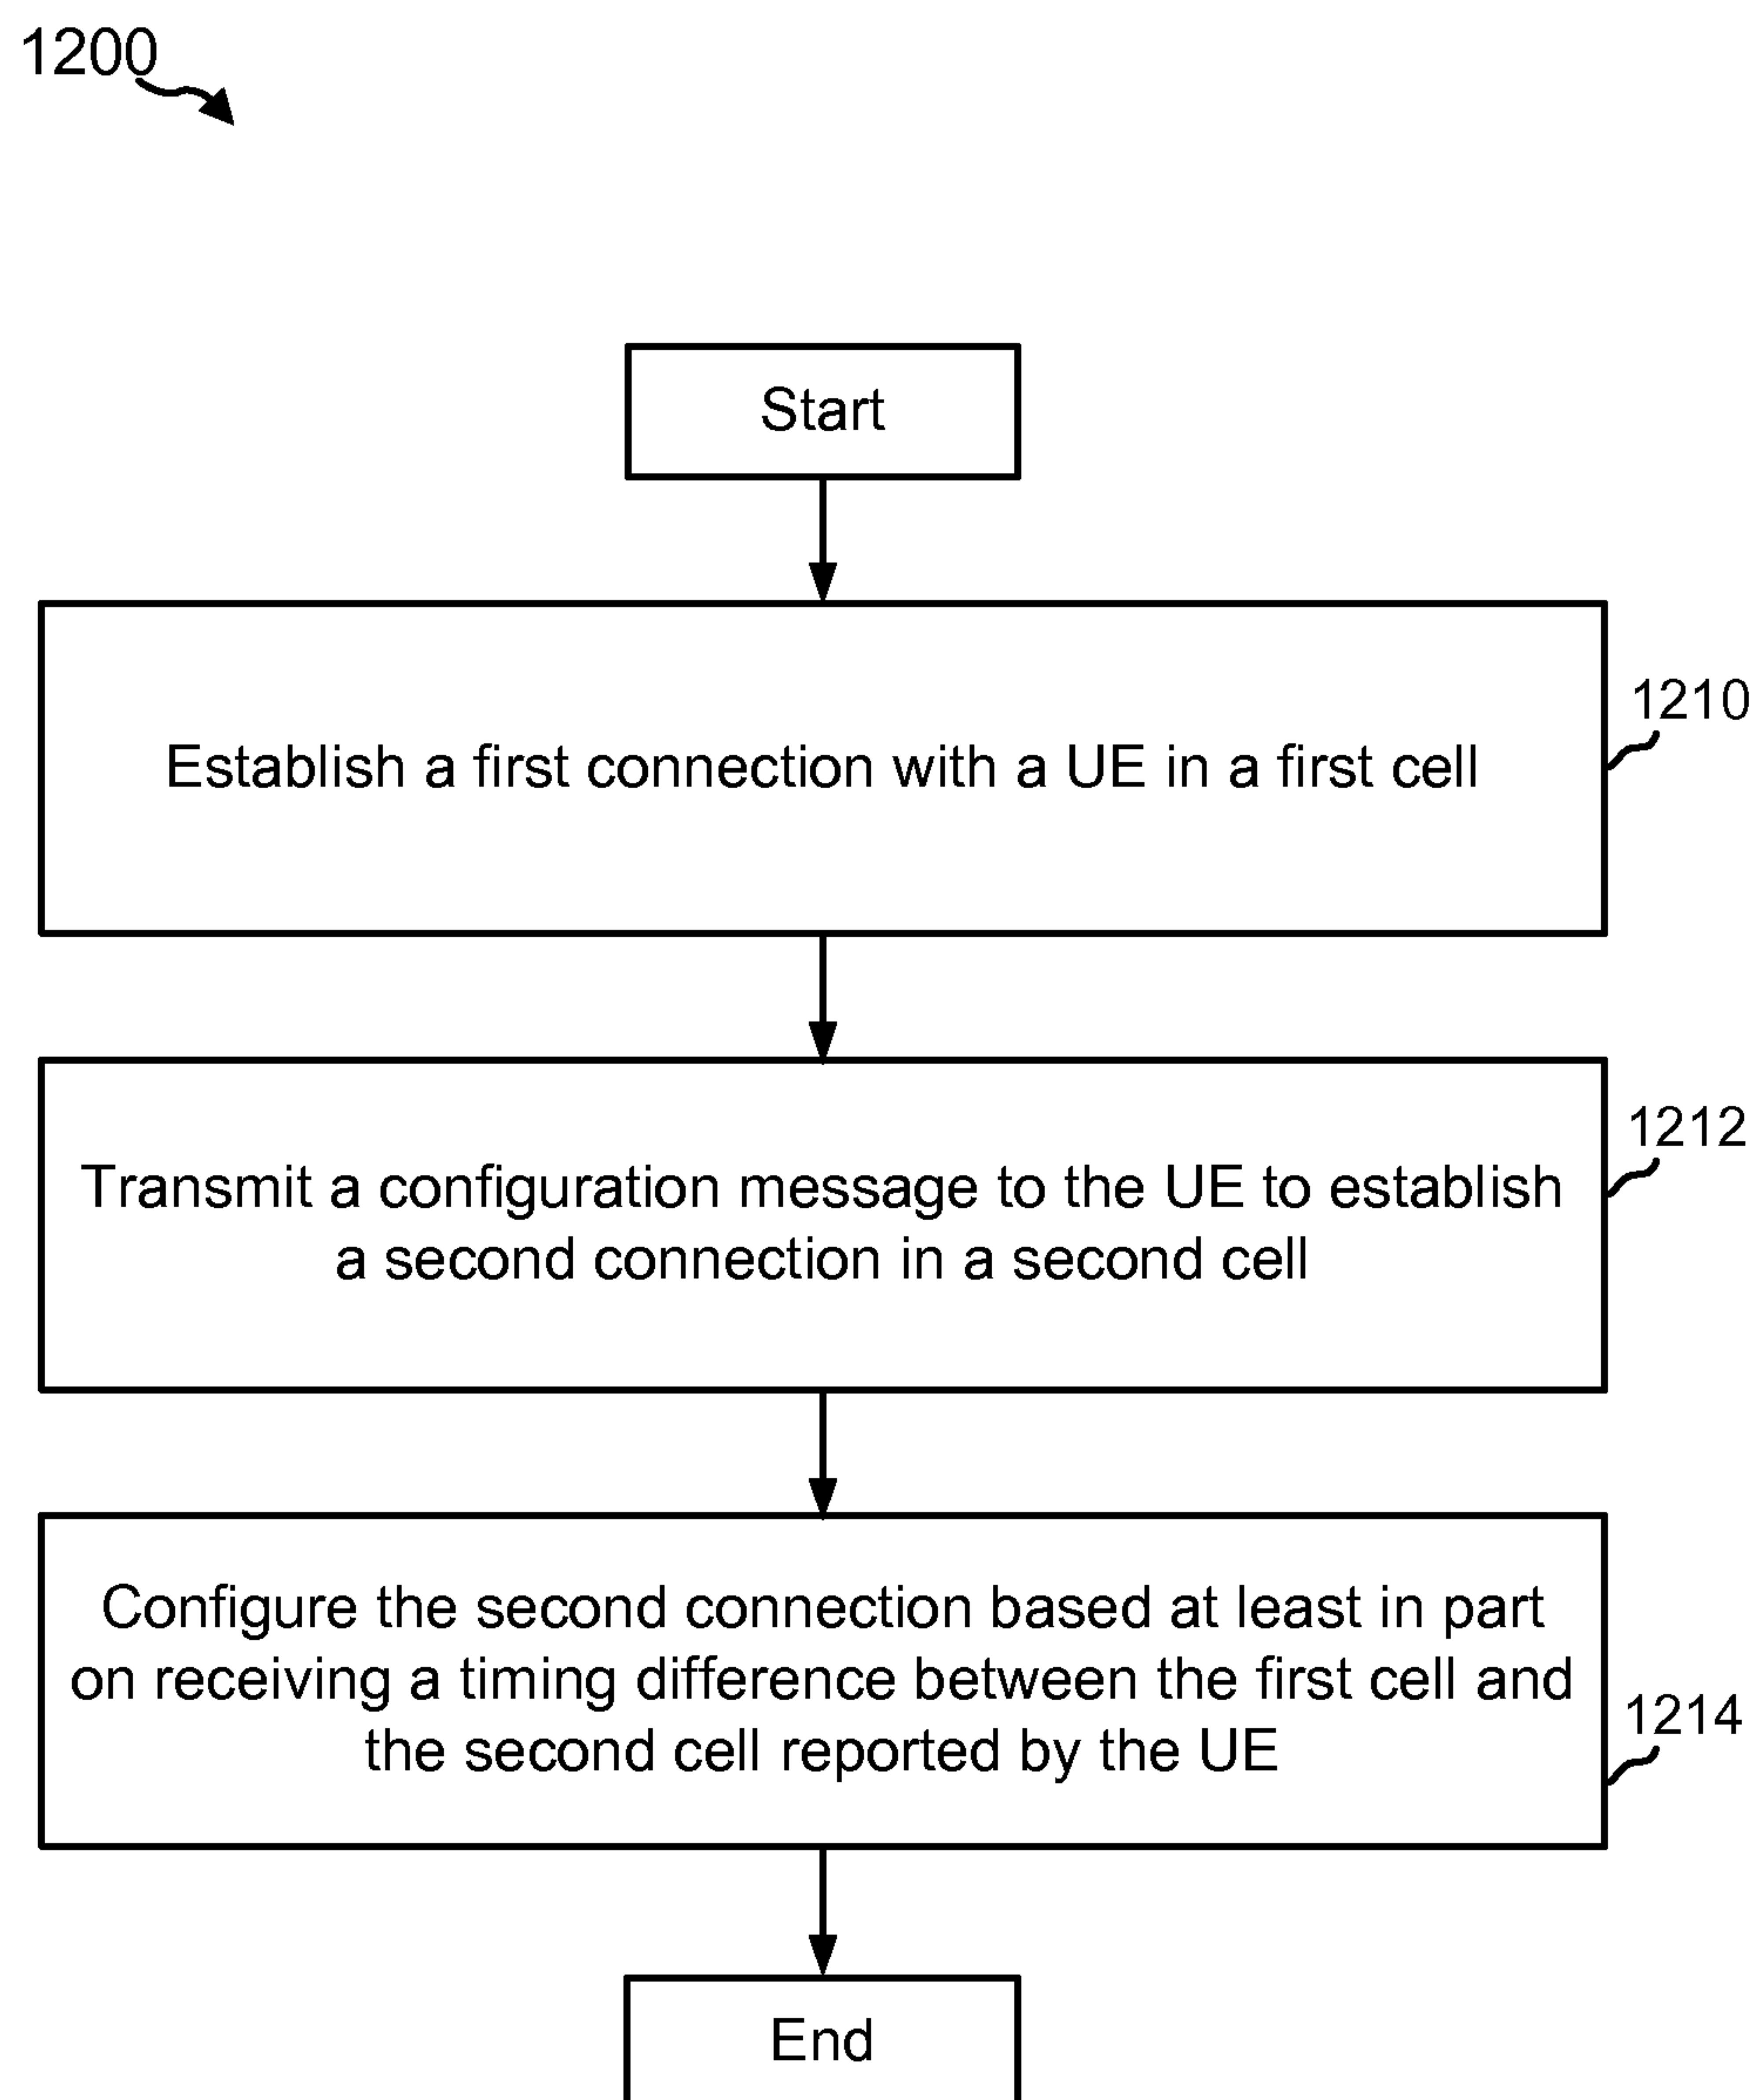 1200
Start
Establish a first connection with a UE in a first cell
1210
Transmit a configuration message to the UE to establish
a second connection in a second cell
1212
Configure the second connection based at least in part
on receiving a timing difference between the first cell and
the second cell reported by the UE
1214
End